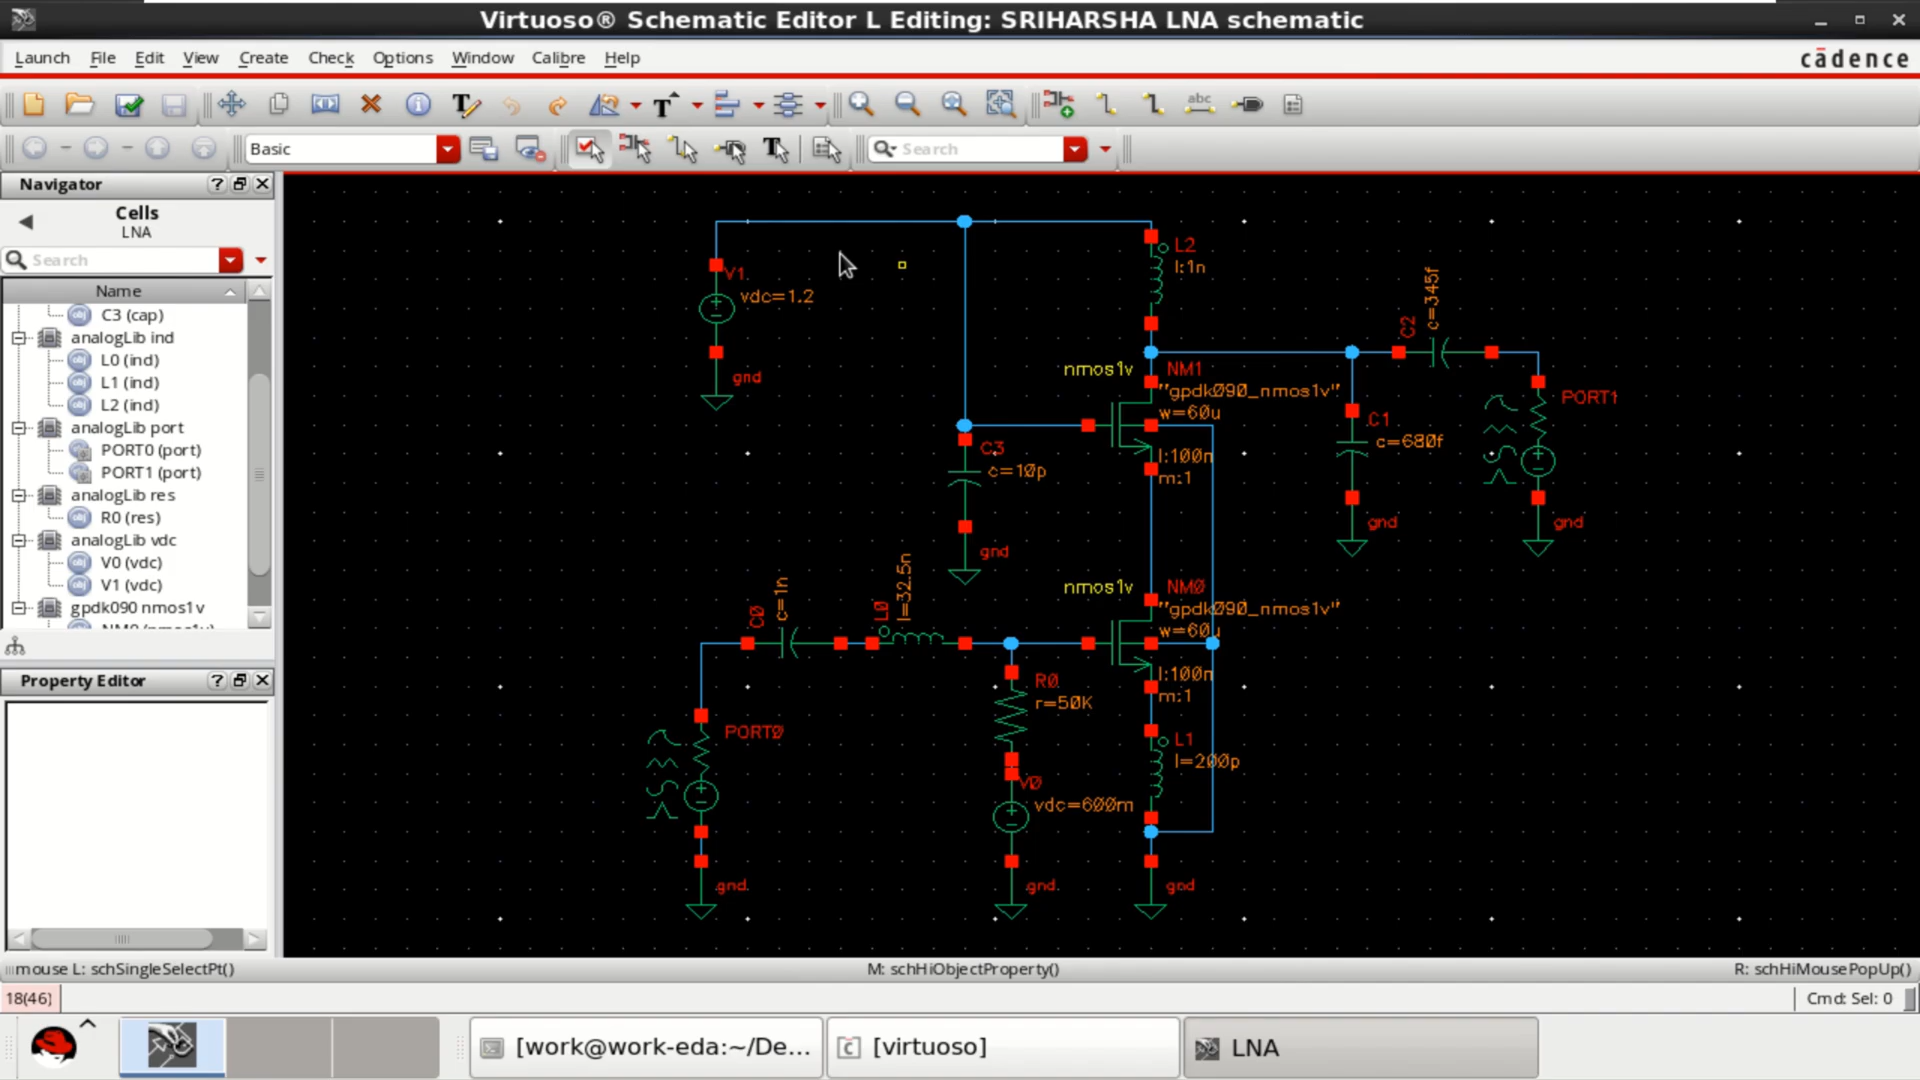 Virtuoso® Schematic Editor L Editing: SRIHARSHA LNA schematic
Launch File Edit View Create Check Options Window Calibre Help
cādence
abc
Basic
Search
Navigator
Cells
LNA
Search
Name
C3 (cap)
analogLib ind
L0 (ind)
L1 (ind)
L2 (ind)
analogLib port
PORT0 (port)
PORT1 (port)
analogLib res
R0 (res)
analogLib vdc
V0 (vdc)
V1 (vdc)
gpdk090 nmos1v
Property Editor
V1
vdc=1.2
gnd
L2
l:1n
C2
c=345f
nmos1v
NM1
"gpdk090_nmos1v"
w=60u
l:100n
m:1
C3
c=10p
gnd
C1
c=680f
gnd
PORT1
gnd
C0
c=1n
L0
l=32.5n
nmos1v
NM0
"gpdk090_nmos1v"
w=60u
l:100n
m:1
R0
r=50K
PORT0
L1
l=200p
V0
vdc=600m
gnd
gnd
gnd
mouse L: schSingleSelectPt()
M: schHiObjectProperty()
R: schHiMousePopUp()
18(46)
Cmd: Sel: 0
[work@work-eda:~/De...
[virtuoso]
LNA